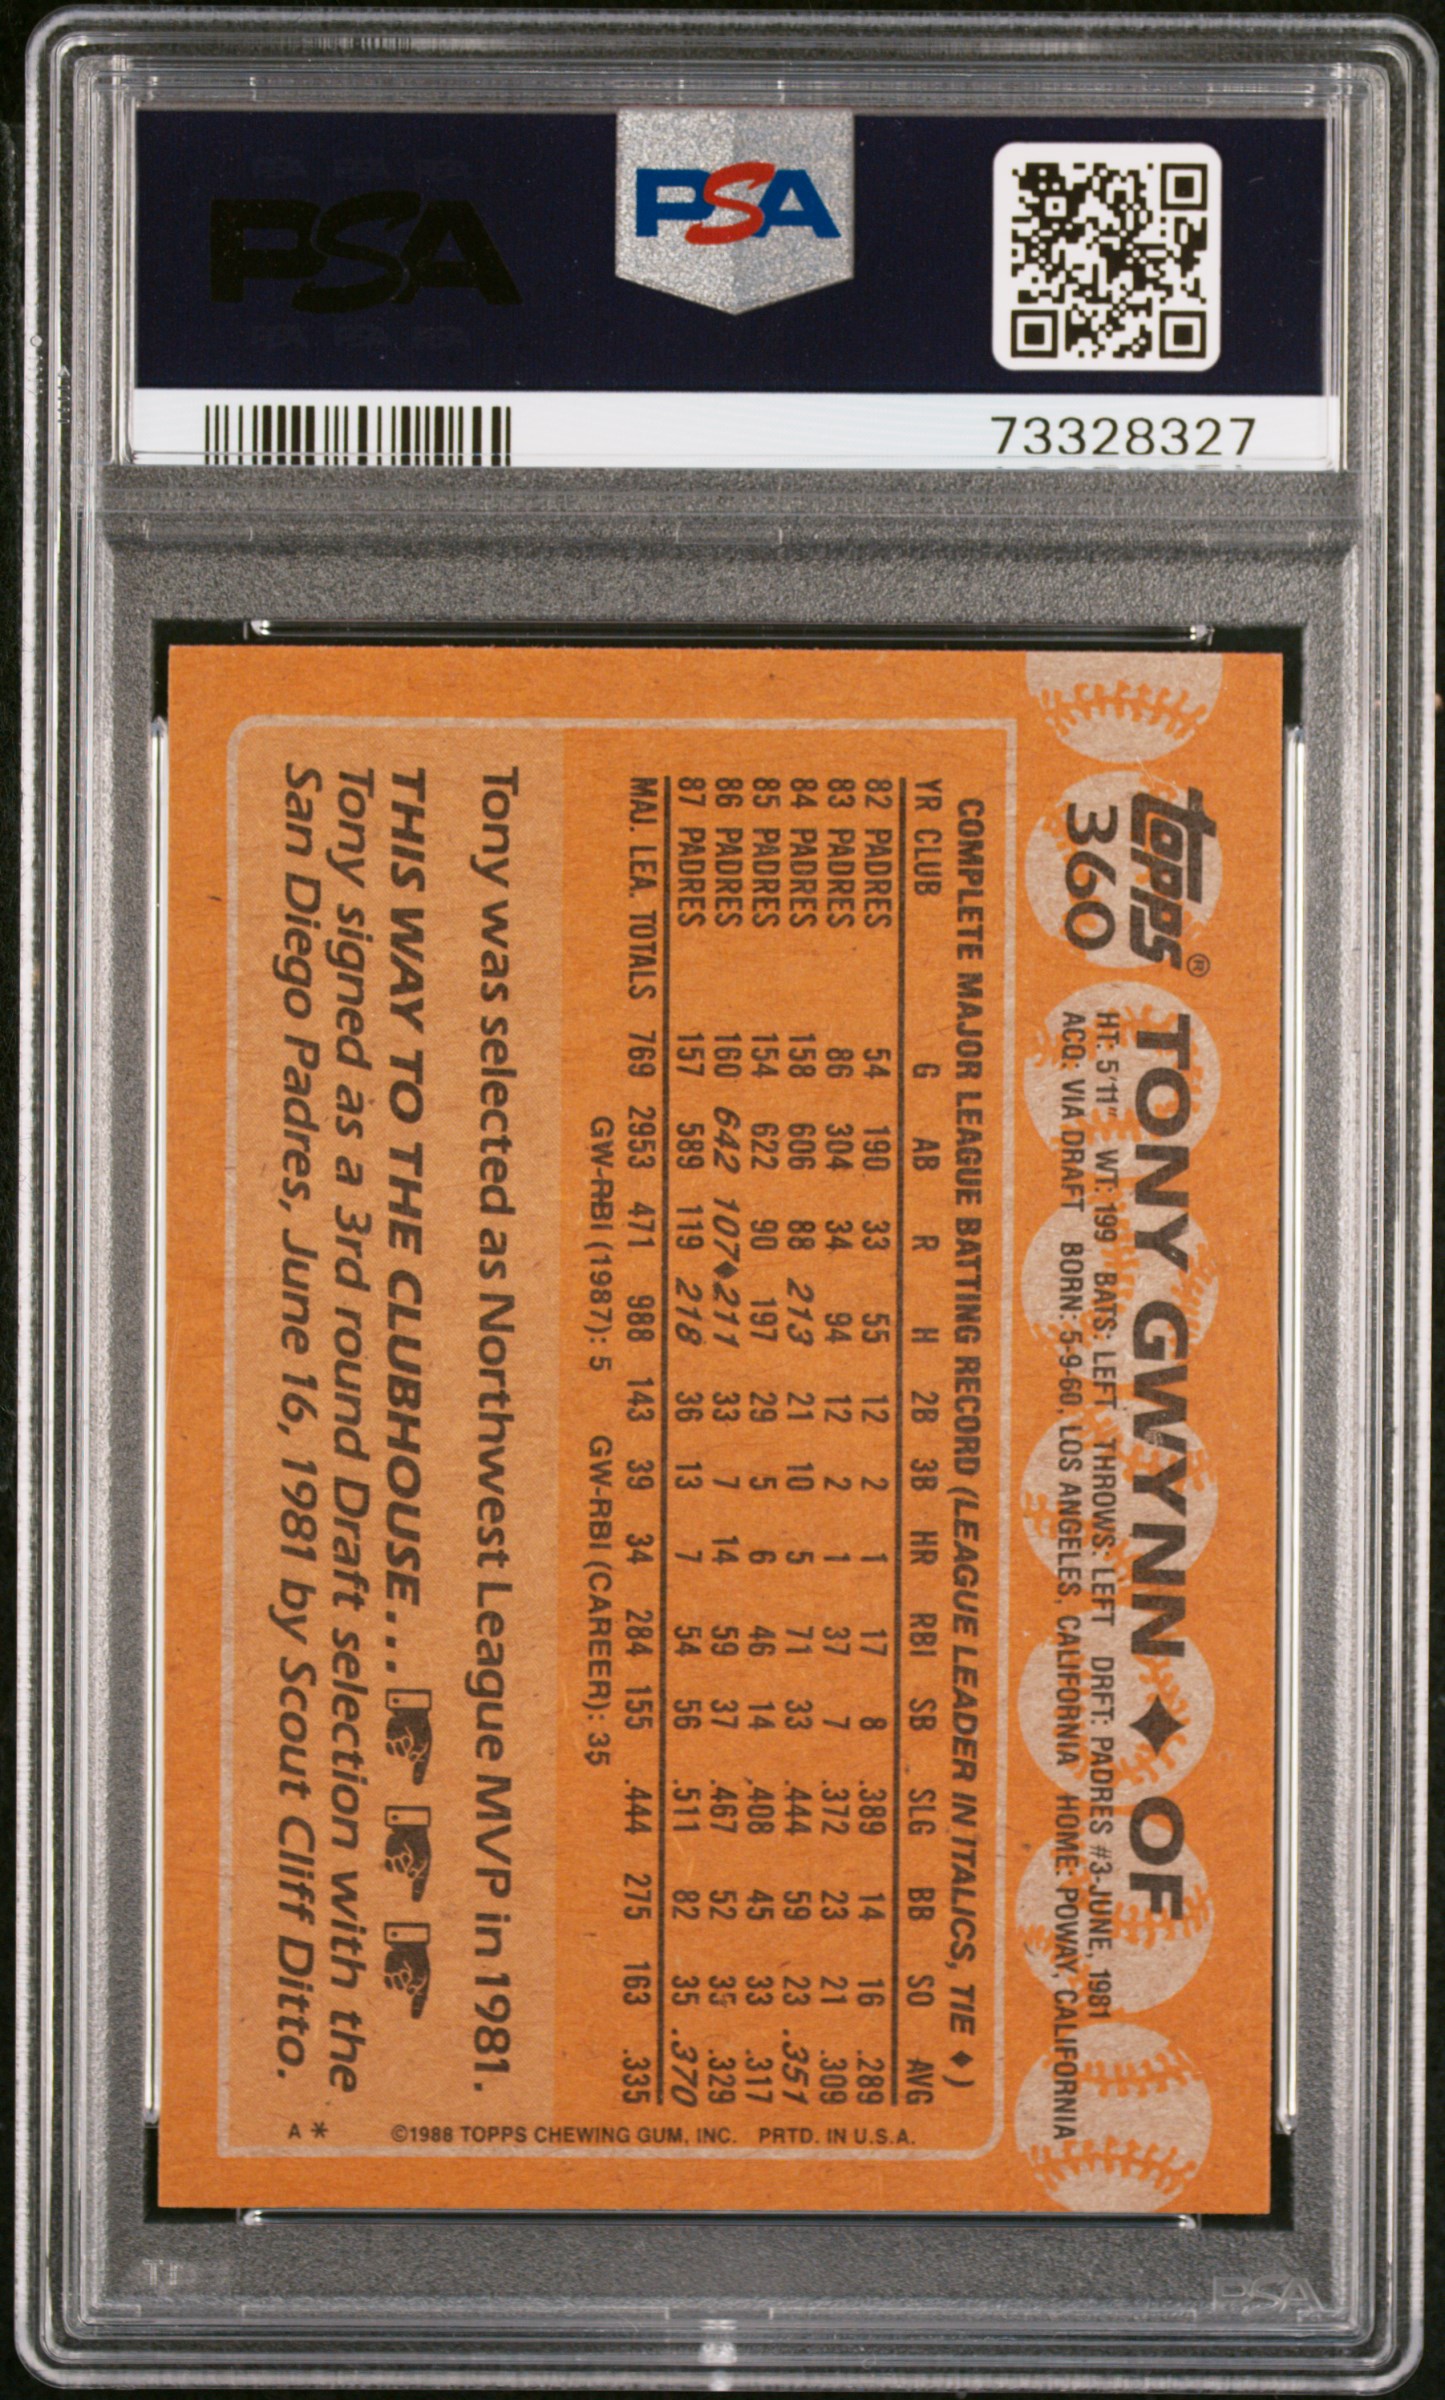 PSA
PSA
73328327
topps®
360
TONY GWYNN ♦ OF
HT: 5'11" WT: 199 BATS: LEFT THROWS: LEFT DRFT: PADRES #3-JUNE, 1981
ACQ: VIA DRAFT BORN: 5-9-60, LOS ANGELES, CALIFORNIA HOME: POWAY, CALIFORNIA
COMPLETE MAJOR LEAGUE BATTING RECORD (LEAGUE LEADER IN ITALICS, TIE ♦)
YR CLUB G AB R H 2B 3B HR RBI SB SLG BB SO AVG
82 PADRES 54 190 33 55 12 2 1 17 8 .389 14 16 .289
83 PADRES 86 304 34 94 12 2 1 37 7 .372 23 21 .309
84 PADRES 158 606 88 213 21 10 5 71 33 .444 59 23 .351
85 PADRES 154 622 90 197 29 5 6 46 14 .408 45 33 .317
86 PADRES 160 642 107♦211 33 7 14 59 37 .467 52 35 .329
87 PADRES 157 589 119 218 36 13 7 54 56 .511 82 35 .370
MAJ. LEA. TOTALS 769 2953 471 988 143 39 34 284 155 .444 275 163 .335
GW-RBI (1987): 5 GW-RBI (CAREER): 35
Tony was selected as Northwest League MVP in 1981.
THIS WAY TO THE CLUBHOUSE...
Tony signed as a 3rd round Draft selection with the
San Diego Padres, June 16, 1981 by Scout Cliff Ditto.
©1988 TOPPS CHEWING GUM, INC. PRTD. IN U.S.A.
A *
PSA